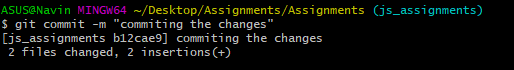 ASUS@Navin MINGW64 ~/Desktop/Assignments/Assignments (js_assignments)
$ git commit -m "commiting the changes"
[js_assignments b12cae9] commiting the changes
 2 files changed, 2 insertions(+)